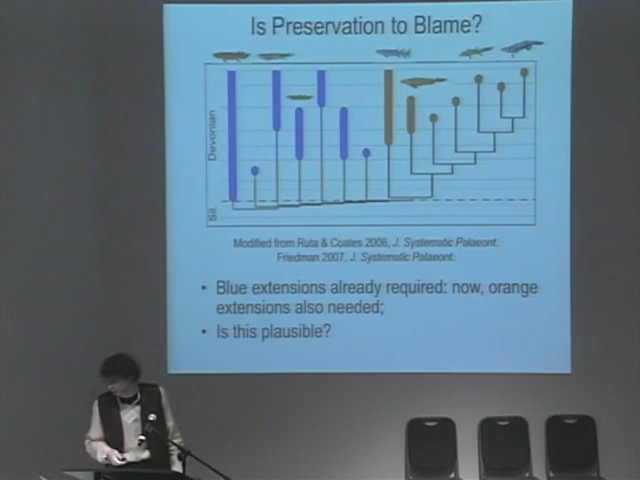 Is Preservation to Blame?
Devonian
Sil.
Modified from Ruta & Coates 2006, J. Systematic Palaeont.
Friedman 2007, J. Systematic Palaeont.
• Blue extensions already required: now, orange
extensions also needed;
• Is this plausible?